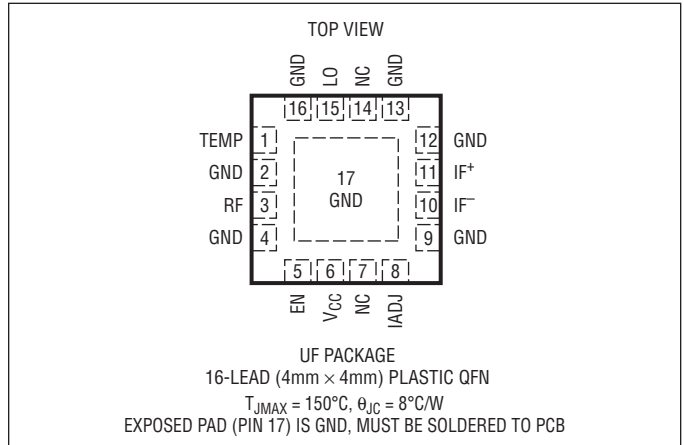 TOP VIEW
GND LO NC GND
16 15 14 13
TEMP 1
GND 2
RF 3
GND 4
17
GND
12 GND
11 IF+
10 IF–
9 GND
5 6 7 8
EN VCC NC IADJ
UF PACKAGE
16-LEAD (4mm × 4mm) PLASTIC QFN
TJMAX = 150°C, θJC = 8°C/W
EXPOSED PAD (PIN 17) IS GND, MUST BE SOLDERED TO PCB